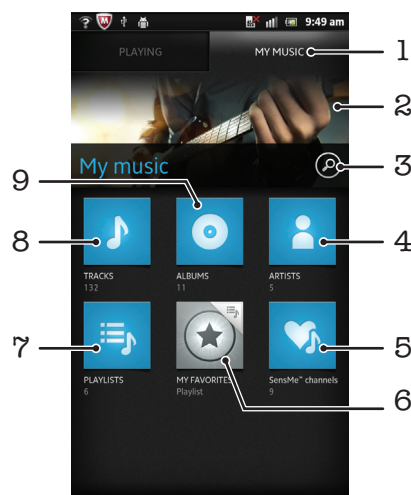 9:49 am
PLAYING
MY MUSIC
1
2
My music
3
9
8
4
TRACKS
132
ALBUMS
11
ARTISTS
5
7
5
PLAYLISTS
6
MY FAVORITES
Playlist
SensMe™ channels
9
6